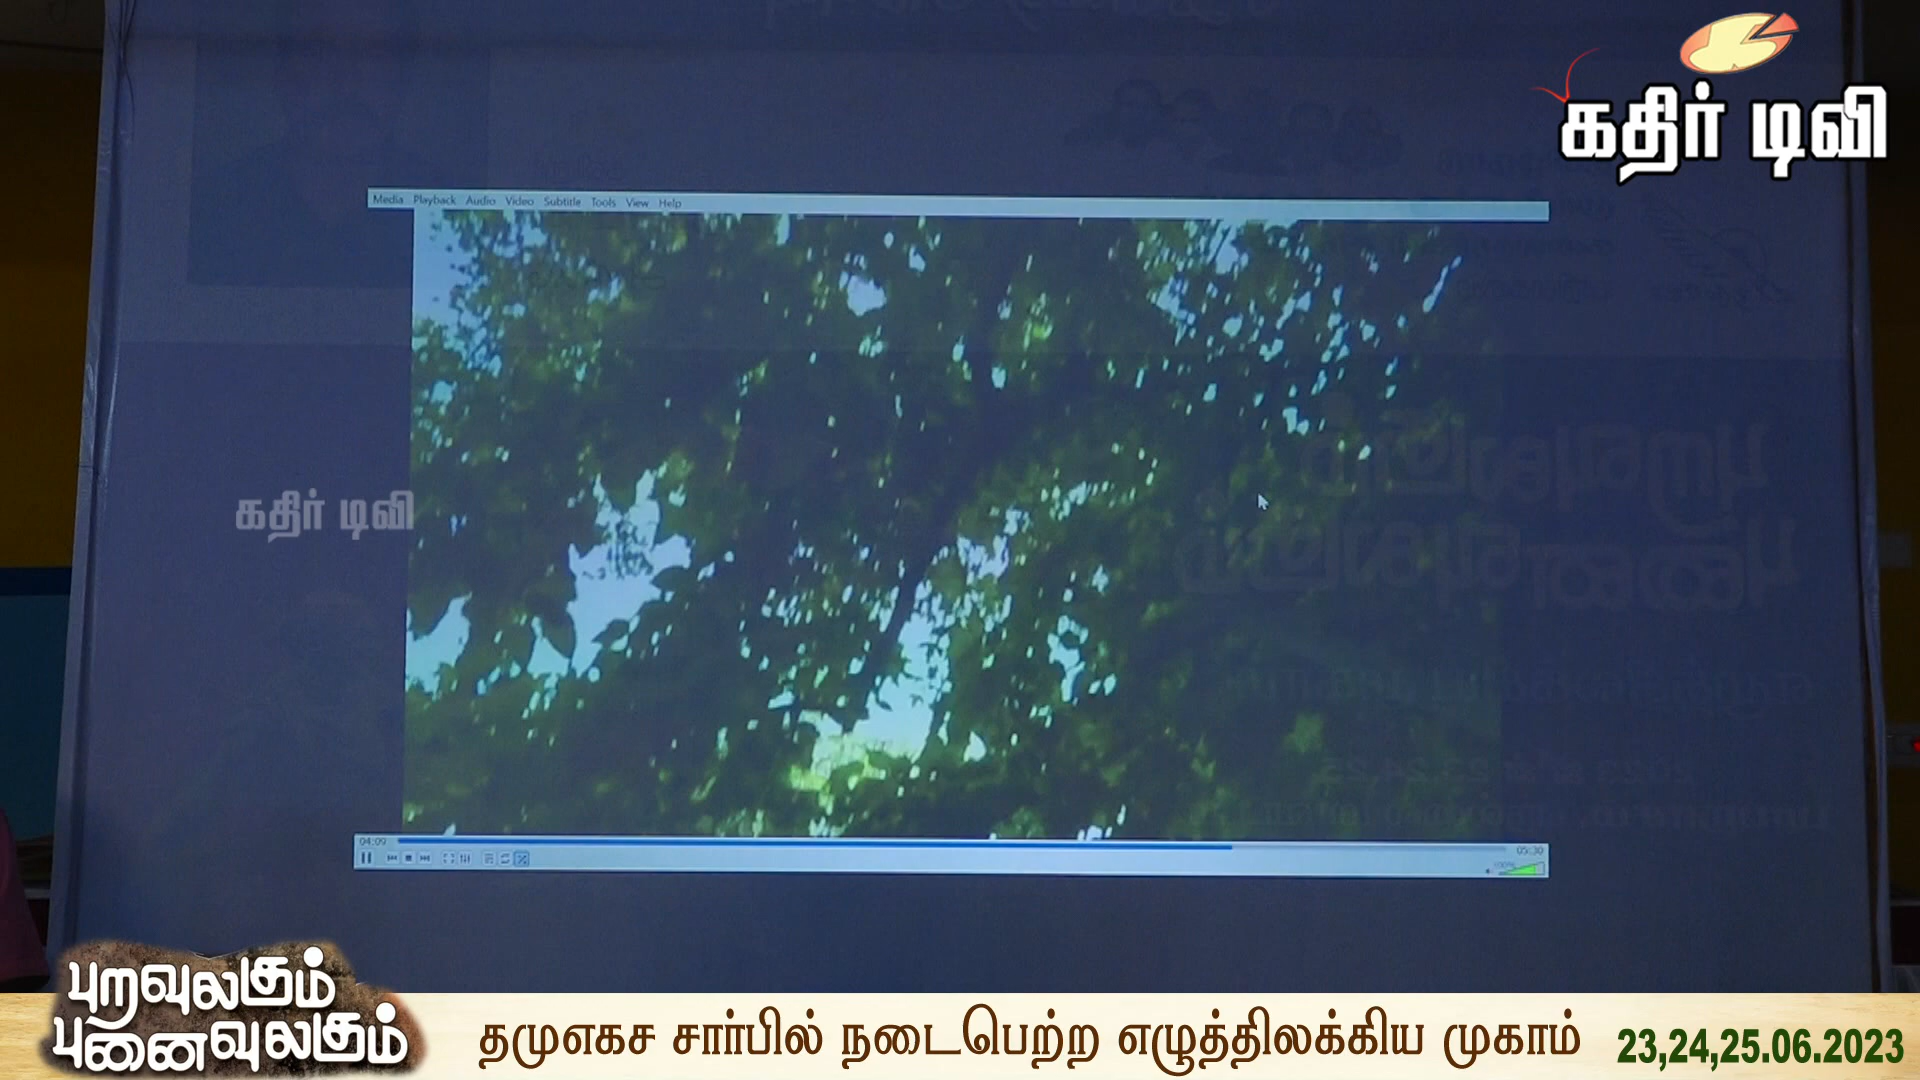 கதிர் டிவி
Media Playback Audio Video Subtitle Tools View Help
கதிர் டிவி
04:09
05:30
100%
புறவுலகும்
புனைவுலகும்
தமுஎகச சார்பில் நடைபெற்ற எழுத்திலக்கிய முகாம் 23,24,25.06.2023